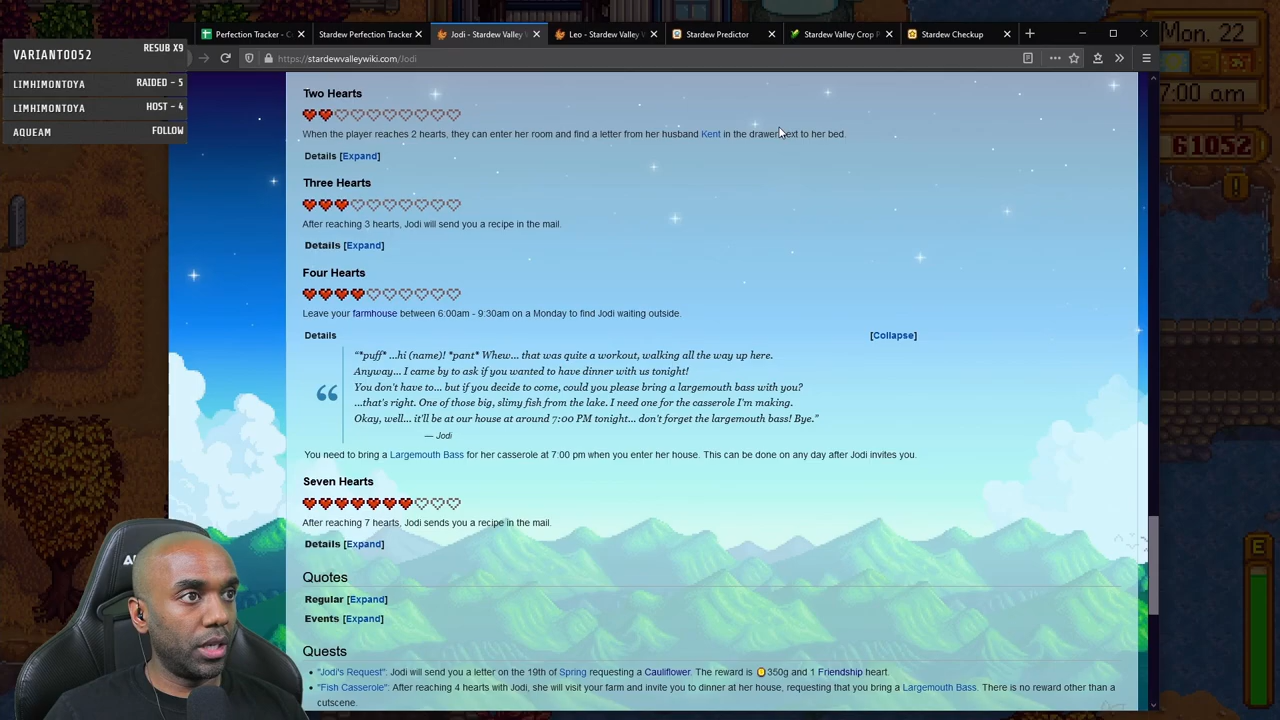 VARIANT0052
RESUB X9
LIMHIMONTOYA
RAIDED - 5
LIMHIMONTOYA
HOST - 4
AQUEAM
FOLLOW
Perfection Tracker - C
Stardew Perfection Tracker
Jodi - Stardew Valley
Leo - Stardew Valley
Stardew Predictor
Stardew Valley Crop P
Stardew Checkup
https://stardewvalleywiki.com/Jodi
Mon. 22
7:00 am
61052
Two Hearts
When the player reaches 2 hearts, they can enter her room and find a letter from her husband Kent in the drawer next to her bed.
Details [Expand]
Three Hearts
After reaching 3 hearts, Jodi will send you a recipe in the mail.
Details [Expand]
Four Hearts
Leave your farmhouse between 6:00am - 9:30am on a Monday to find Jodi waiting outside.
Details [Collapse]
“*puff* ...hi (name)! *pant* Whew... that was quite a workout, walking all the way up here.
Anyway... I came by to ask if you wanted to have dinner with us tonight!
You don't have to... but if you decide to come, could you please bring a largemouth bass with you?
...that's right. One of those big, slimy fish from the lake. I need one for the casserole I'm making.
Okay, well... it'll be at our house at around 7:00 PM tonight... don't forget the largemouth bass! Bye.”
— Jodi
You need to bring a Largemouth Bass for her casserole at 7:00 pm when you enter her house. This can be done on any day after Jodi invites you.
Seven Hearts
After reaching 7 hearts, Jodi sends you a recipe in the mail.
Details [Expand]
Quotes
Regular [Expand]
Events [Expand]
Quests
"Jodi's Request": Jodi will send you a letter on the 19th of Spring requesting a Cauliflower. The reward is 350g and 1 Friendship heart.
"Fish Casserole": After reaching 4 hearts with Jodi, she will visit your farm and invite you to dinner at her house, requesting that you bring a Largemouth Bass. There is no reward other than a
cutscene.
E